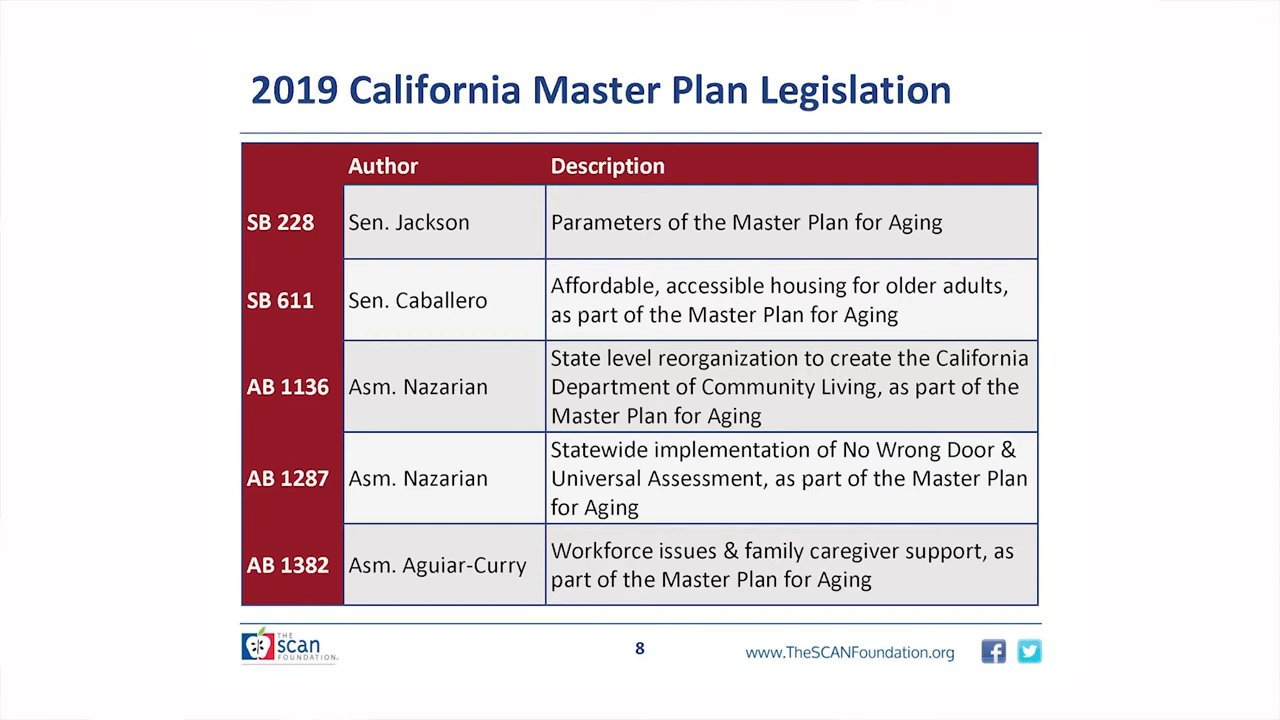 2019 California Master Plan Legislation
Author Description
SB 228 Sen. Jackson Parameters of the Master Plan for Aging
SB 611 Sen. Caballero Affordable, accessible housing for older adults,
as part of the Master Plan for Aging
AB 1136 Asm. Nazarian State level reorganization to create the California
Department of Community Living, as part of the
Master Plan for Aging
AB 1287 Asm. Nazarian Statewide implementation of No Wrong Door &
Universal Assessment, as part of the Master Plan
for Aging
AB 1382 Asm. Aguiar-Curry Workforce issues & family caregiver support, as
part of the Master Plan for Aging
THE
scan
FOUNDATION.
8
www.TheSCANFoundation.org